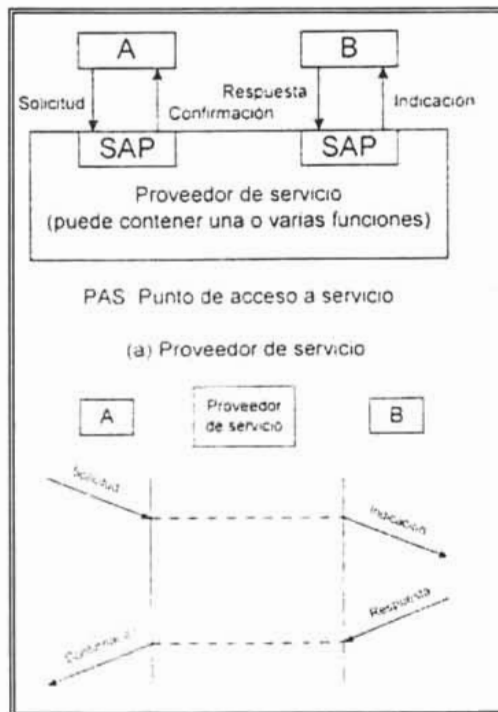 A B
Solicitud Confirmación Respuesta Indicación
SAP SAP
Proveedor de servicio
(puede contener una o varias funciones)
PAS Punto de acceso a servicio
(a) Proveedor de servicio
A Proveedor de servicio B
Solicitud
Indicación
Respuesta